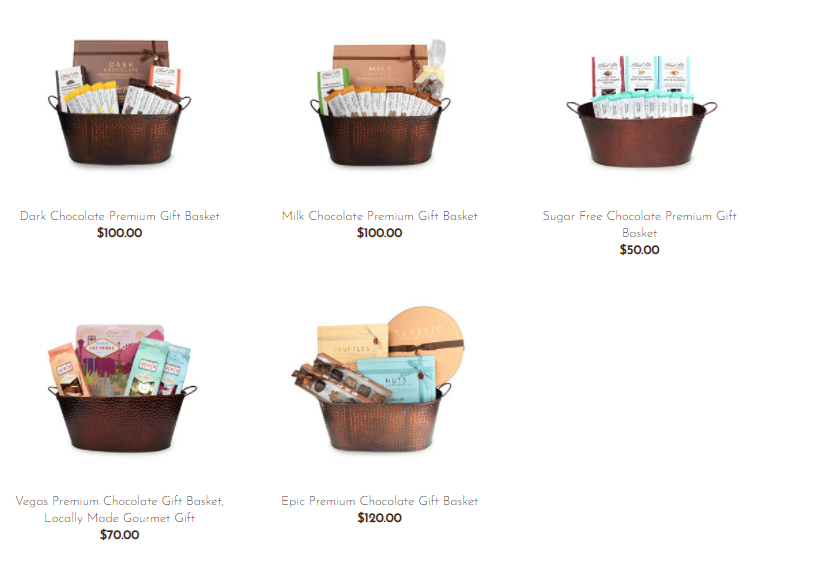 DARK
CHOCOLATE
MILK
Dark Chocolate Premium Gift Basket
$100.00
Milk Chocolate Premium Gift Basket
$100.00
Sugar Free Chocolate Premium Gift
Basket
$50.00
LAS VEGAS
TRUFFLES
CLASSIC
NUTS
Vegas Premium Chocolate Gift Basket,
Locally Made Gourmet Gift
$70.00
Epic Premium Chocolate Gift Basket
$120.00